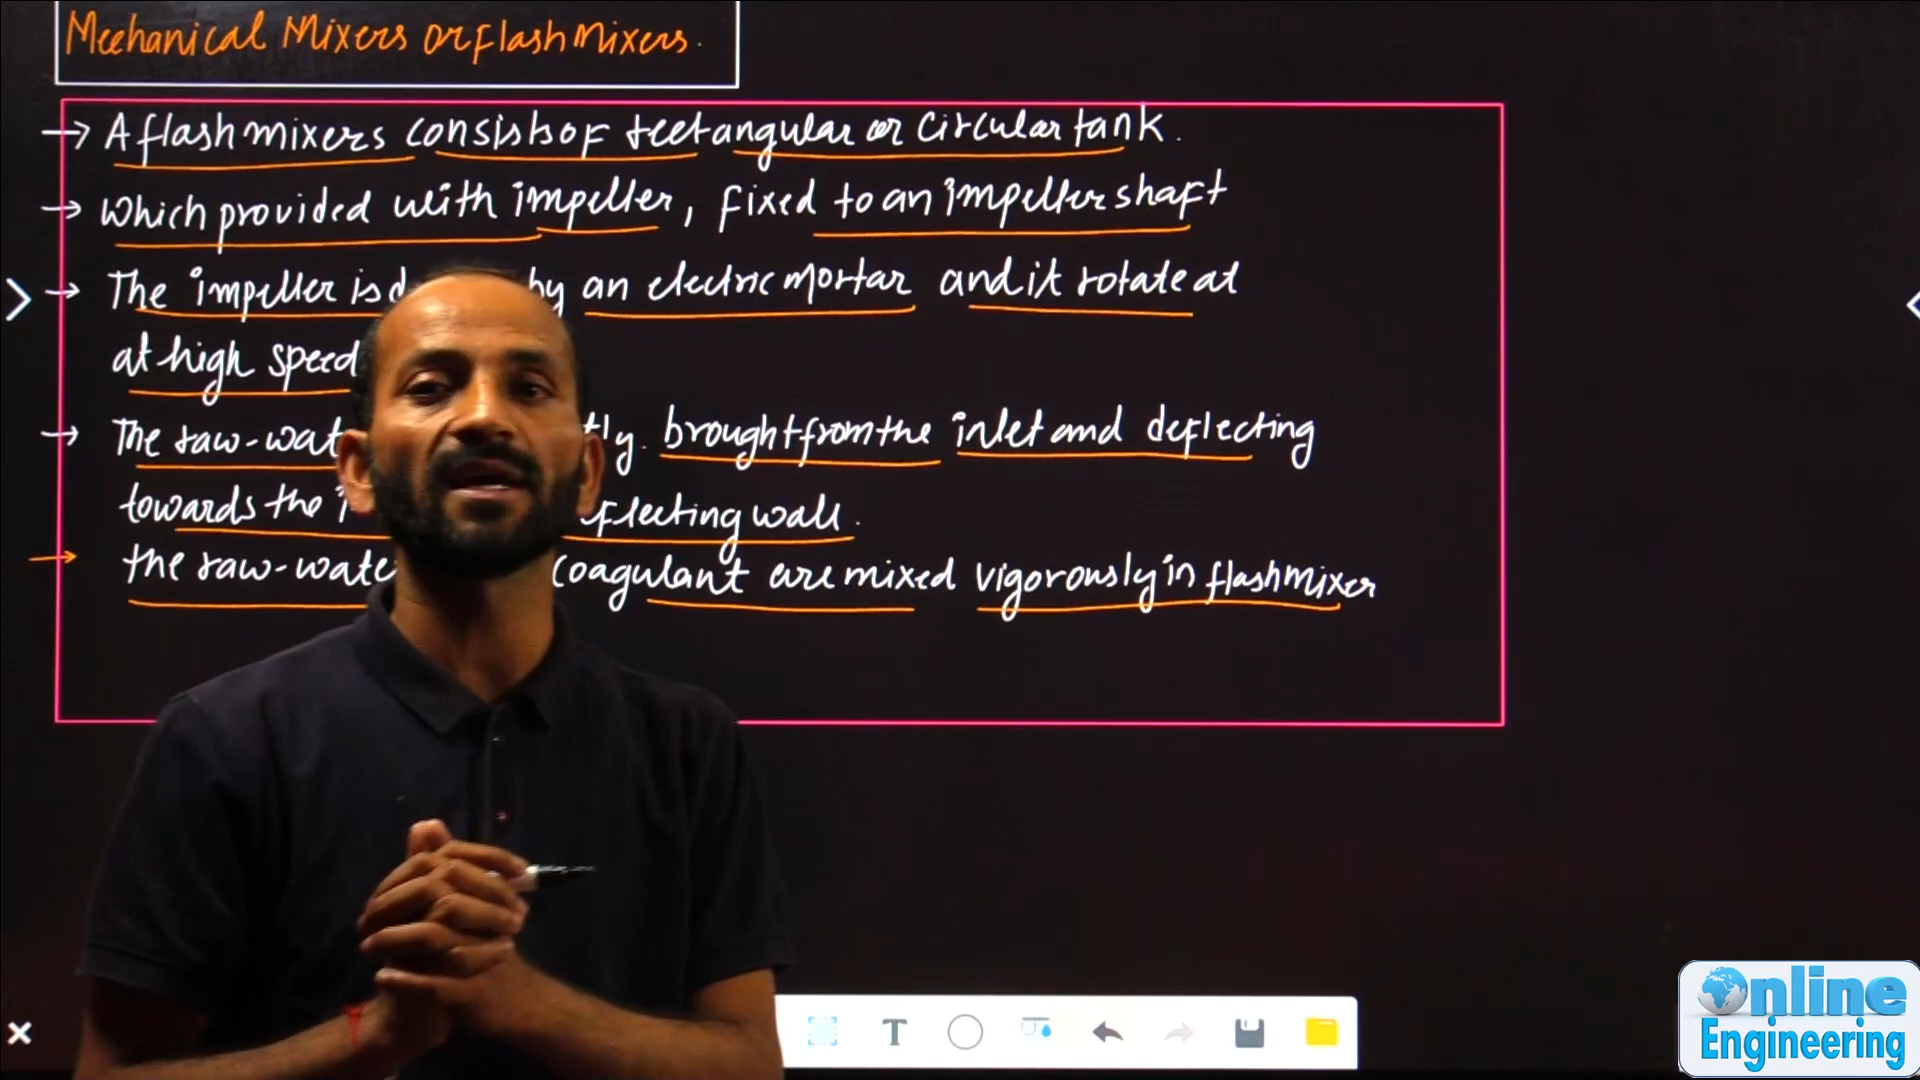 Mechanical Mixers or flash mixers.
→ A flash mixers consists of rectangular or circular tank.
→ which provided with impeller, fixed to an impeller shaft
→ The impeller is by an electric mortar and it rotate at
at high speed
→ The raw-wat tly. brought from the inlet and deflecting
towards the flecting wall.
→ the raw-wate coagulant are mixed vigorously in flash mixer
T
Online
Engineering